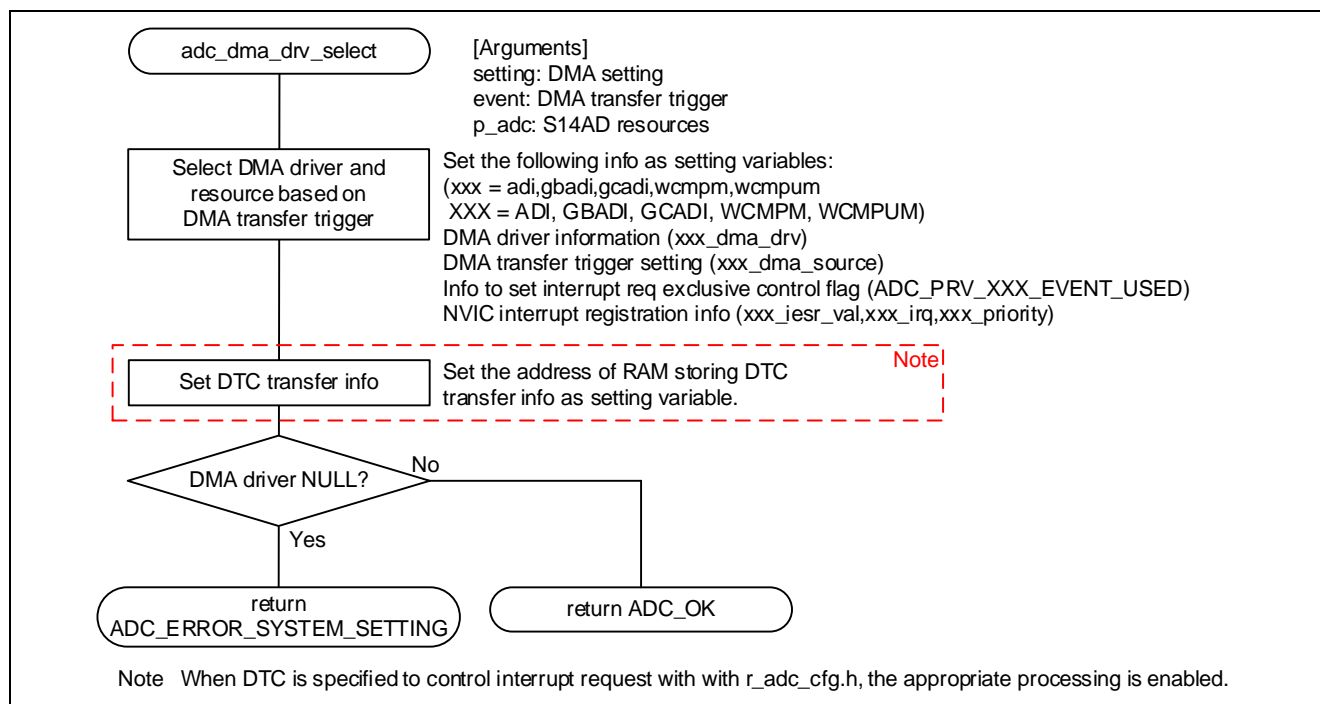 adc_dma_drv_select
[Arguments]
setting: DMA setting
event: DMA transfer trigger
p_adc: S14AD resources
Select DMA driver and
resource based on
DMA transfer trigger
Set the following info as setting variables:
(xxx = adi,gbadi,gcadi,wcmpm,wcmpum
XXX = ADI, GBADI, GCADI, WCMPM, WCMPUM)
DMA driver information (xxx_dma_drv)
DMA transfer trigger setting (xxx_dma_source)
Info to set interrupt req exclusive control flag (ADC_PRV_XXX_EVENT_USED)
NVIC interrupt registration info (xxx_iesr_val,xxx_irq,xxx_priority)
Note
Set DTC transfer info
Set the address of RAM storing DTC
transfer info as setting variable.
DMA driver NULL?
No
Yes
return
ADC_ERROR_SYSTEM_SETTING
return ADC_OK
Note When DTC is specified to control interrupt request with with r_adc_cfg.h, the appropriate processing is enabled.